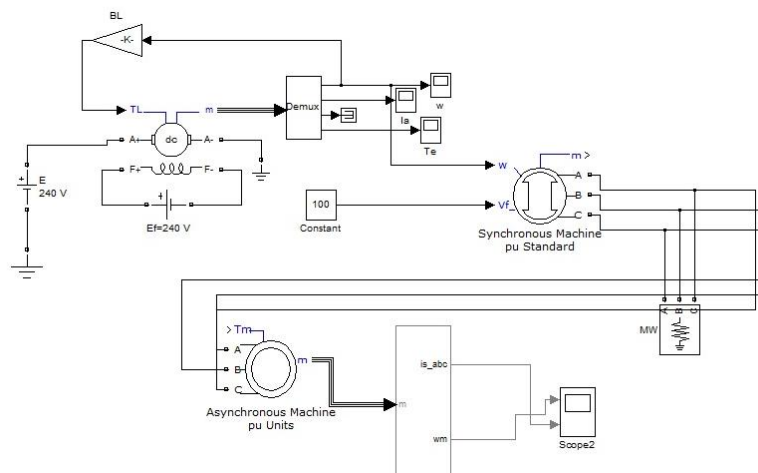 BL
-K-
TL
m
Demux
w
Ia
Te
A+
dc
A-
F+
F-
E
240 V
Ef=240 V
w
m
A
B
C
100
Vf_
Constant
Synchronous Machine
pu Standard
A
B
C
MW
>Tm
A
B
C
m
Asynchronous Machine
pu Units
m
is_abc
wm
Scope2